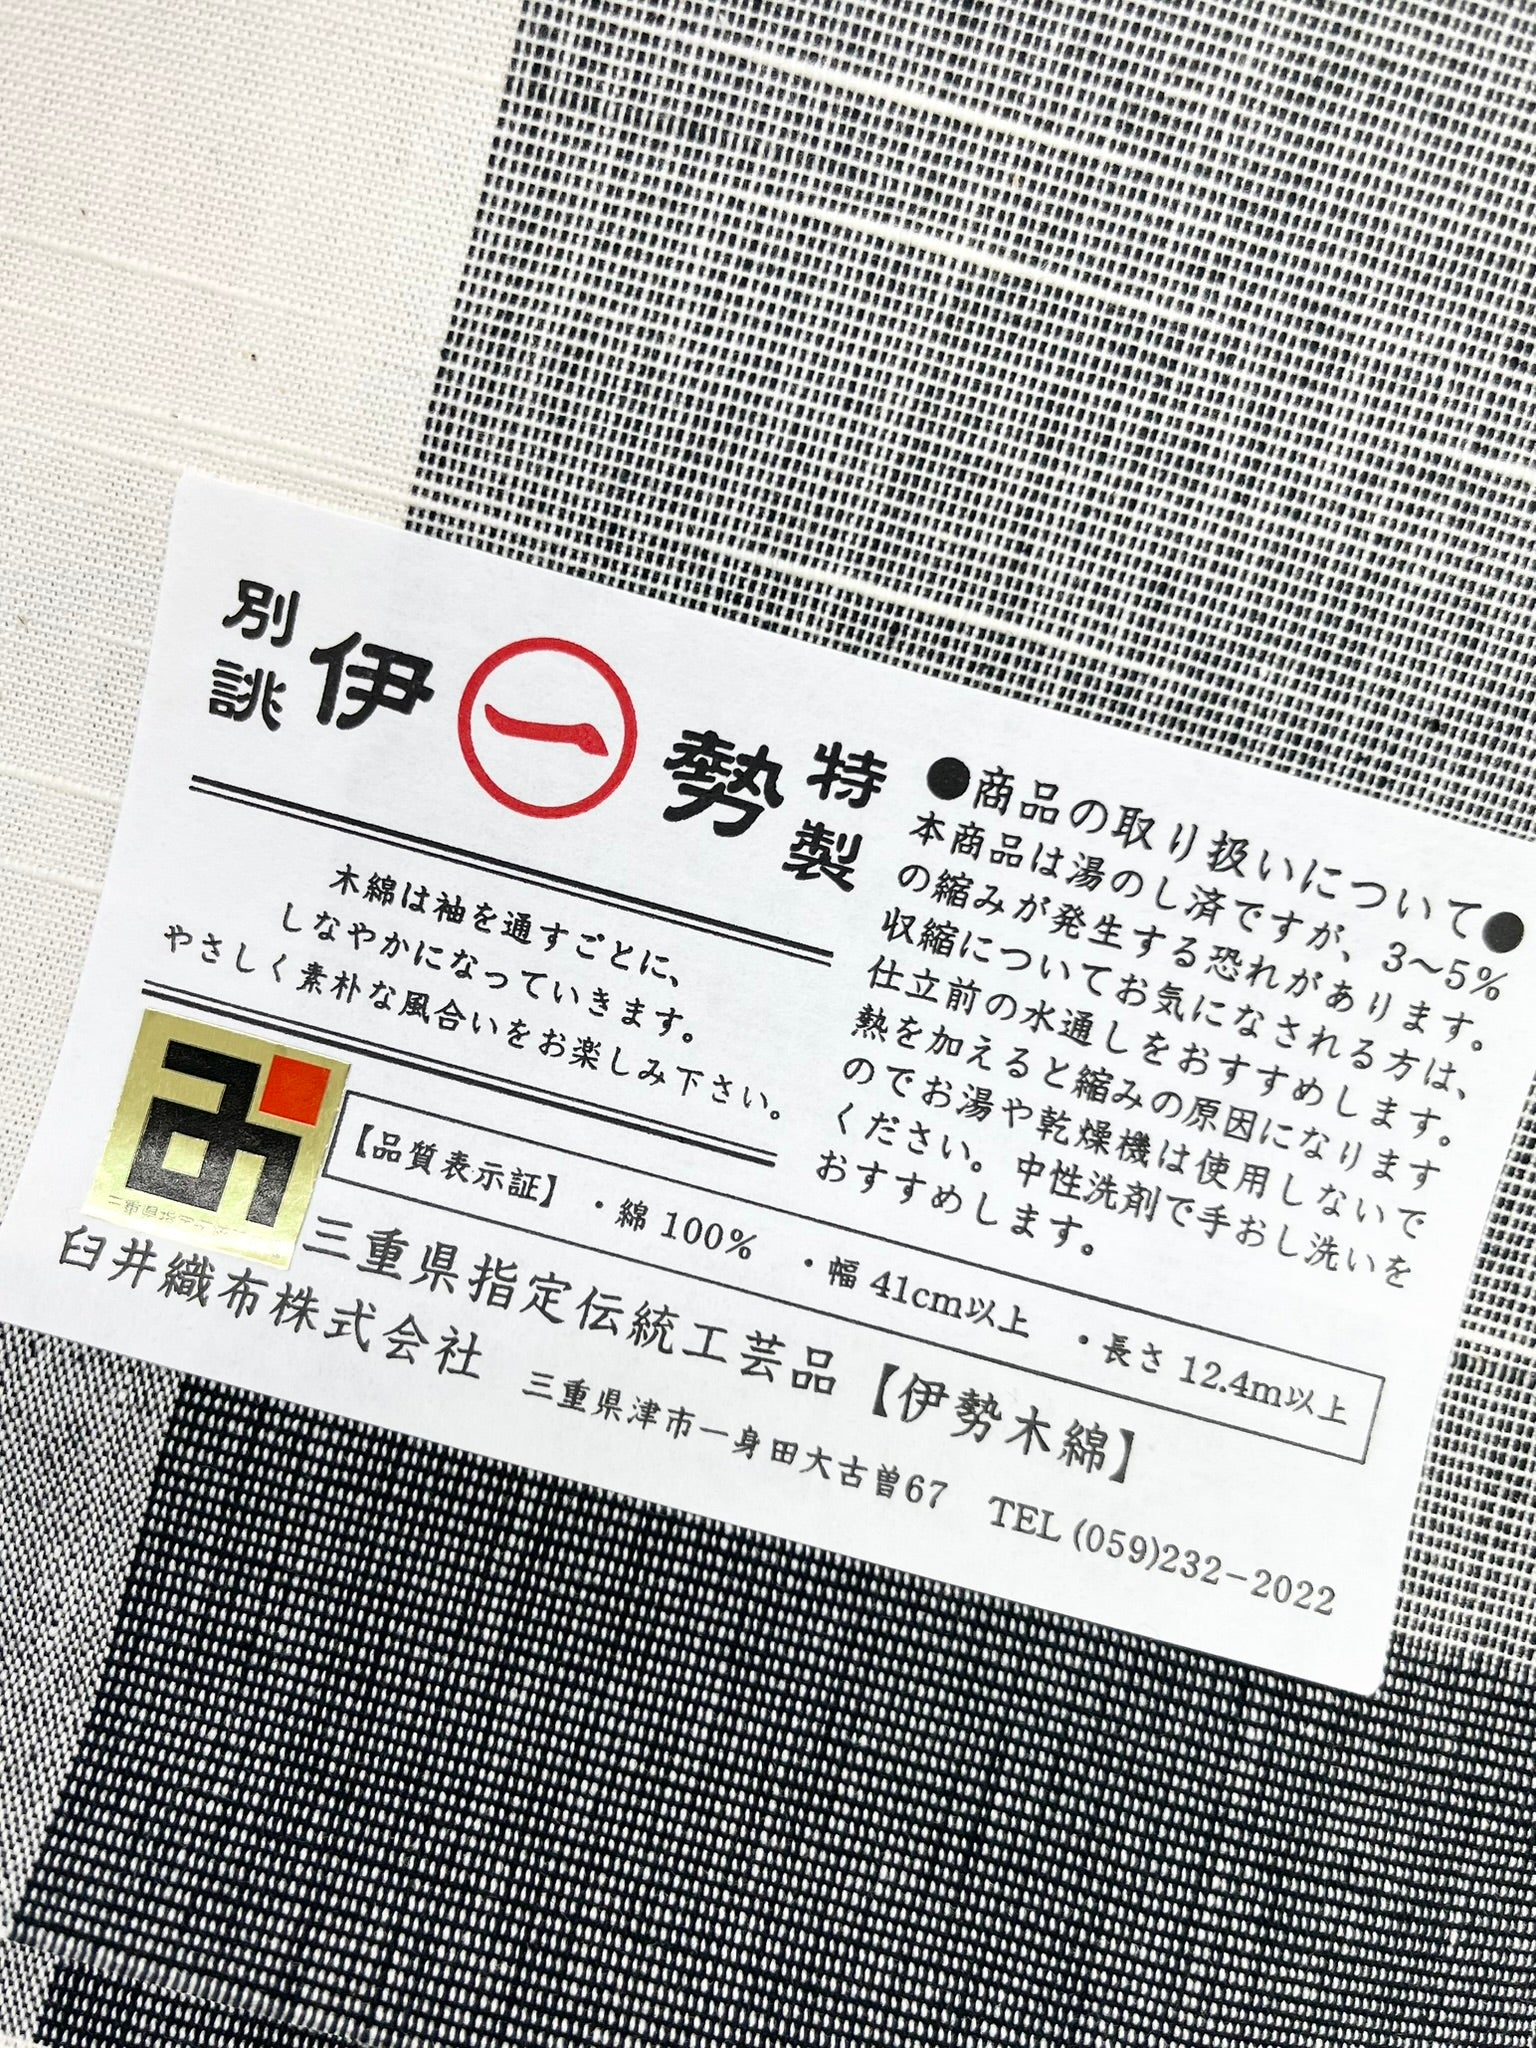 別誂
伊一勢
特製
木綿は袖を通すごとに、
しなやかになっていきます。
やさしく素朴な風合いをお楽しみ下さい。
●商品の取り扱いについて●
本商品は湯のし済ですが、3〜5%
の縮みが発生する恐れがあります。
収縮についてお気になされる方は、
仕立前の水通しをおすすめします。
熱を加えると縮みの原因になります
のでお湯や乾燥機は使用しないで
ください。中性洗剤で手おし洗いを
おすすめします。
【品質表示証】 ・綿 100% ・幅 41cm以上 ・長さ 12.4m以上
三重県指定
三重県指定伝統工芸品【伊勢木綿】
臼井織布株式会社 三重県津市一身田大古曽67 TEL (059)232-2022